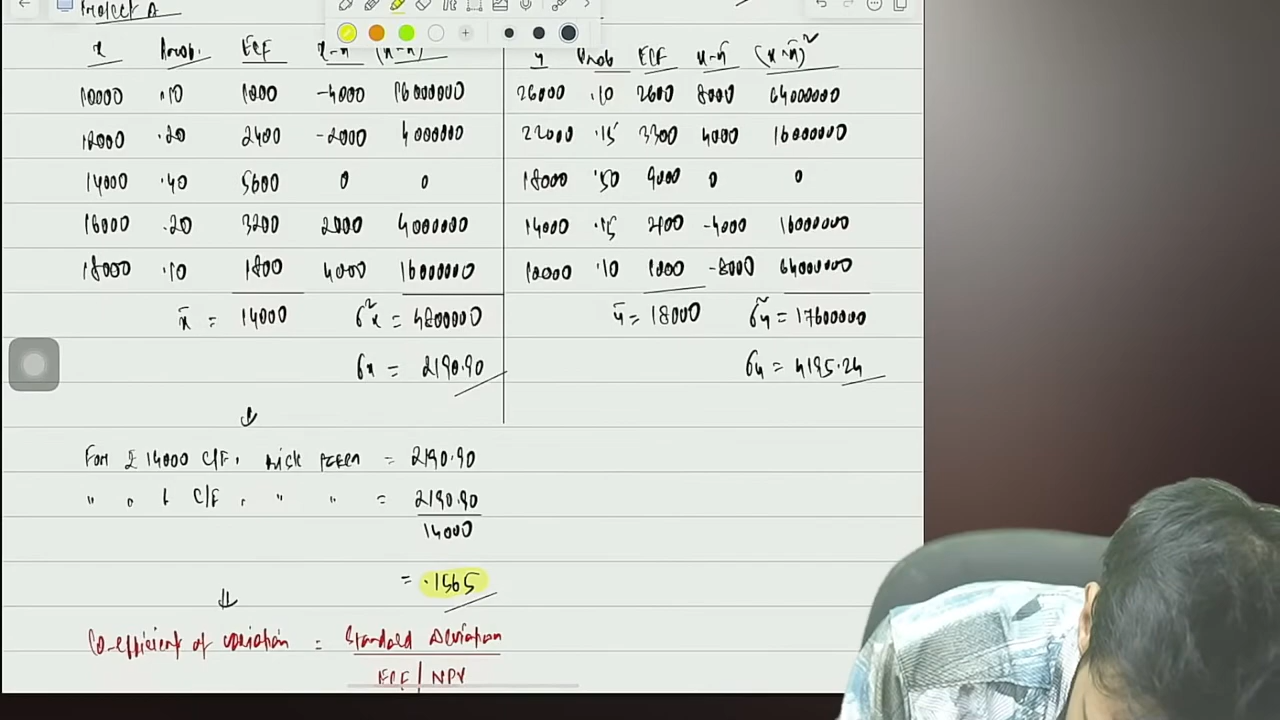 Project A
x Prob. ECF x-x̄ (x-x̄)²
10000 .10 1000 -4000 16000000
12000 .20 2400 -2000 4000000
14000 .40 5600 0 0
16000 .20 3200 2000 4000000
18000 .10 1800 4000 16000000
x̄ = 14000 σ²x = 4800000
σx = 2190.90
y Prob ECF x-x̄ (x-x̄)²
26000 .10 2600 8000 64000000
22000 .15 3300 4000 16000000
18000 .50 9000 0 0
14000 .15 2100 -4000 16000000
10000 .10 1000 -8000 64000000
ȳ = 18000 σ²y = 17600000
σy = 4195.24
For ₹ 14000 C/F, risk taken = 2190.90
" " 1 C/F, " " = 2190.90
14000
= .1565
Co-efficient of variation = Standard Deviation
ECF / NPV